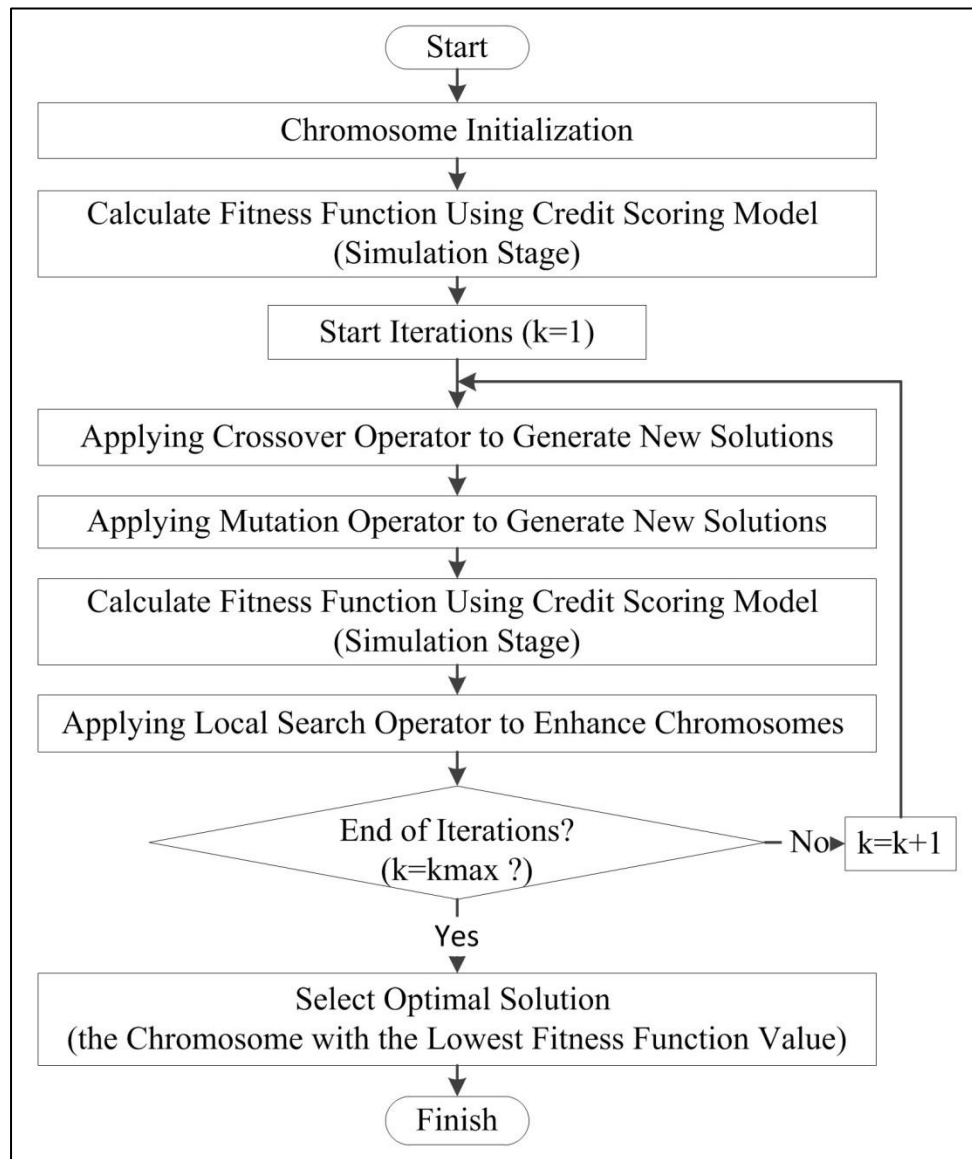 Start
Chromosome Initialization
Calculate Fitness Function Using Credit Scoring Model
(Simulation Stage)
Start Iterations (k=1)
Applying Crossover Operator to Generate New Solutions
Applying Mutation Operator to Generate New Solutions
Calculate Fitness Function Using Credit Scoring Model
(Simulation Stage)
Applying Local Search Operator to Enhance Chromosomes
End of Iterations?
(k=kmax ?)
No
k=k+1
Yes
Select Optimal Solution
(the Chromosome with the Lowest Fitness Function Value)
Finish